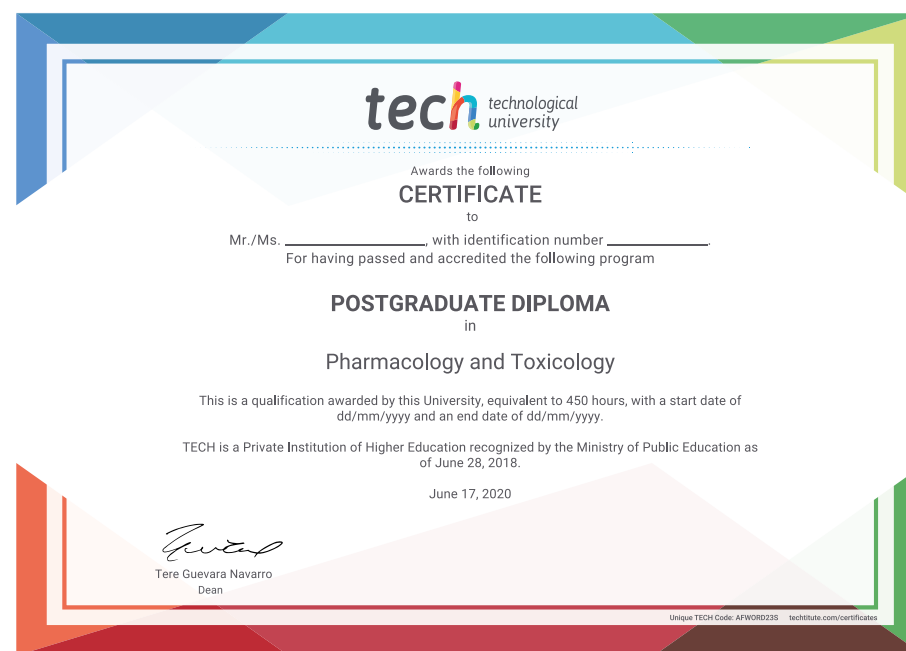 tech technological
university
Awards the following
CERTIFICATE
to
Mr./Ms. ____________________, with identification number ______________.
For having passed and accredited the following program
POSTGRADUATE DIPLOMA
in
Pharmacology and Toxicology
This is a qualification awarded by this University, equivalent to 450 hours, with a start date of
dd/mm/yyyy and an end date of dd/mm/yyyy.
TECH is a Private Institution of Higher Education recognized by the Ministry of Public Education as
of June 28, 2018.
June 17, 2020
Tere Guevara Navarro
Dean
Unique TECH Code: AFWORD23S techtitute.com/certificates